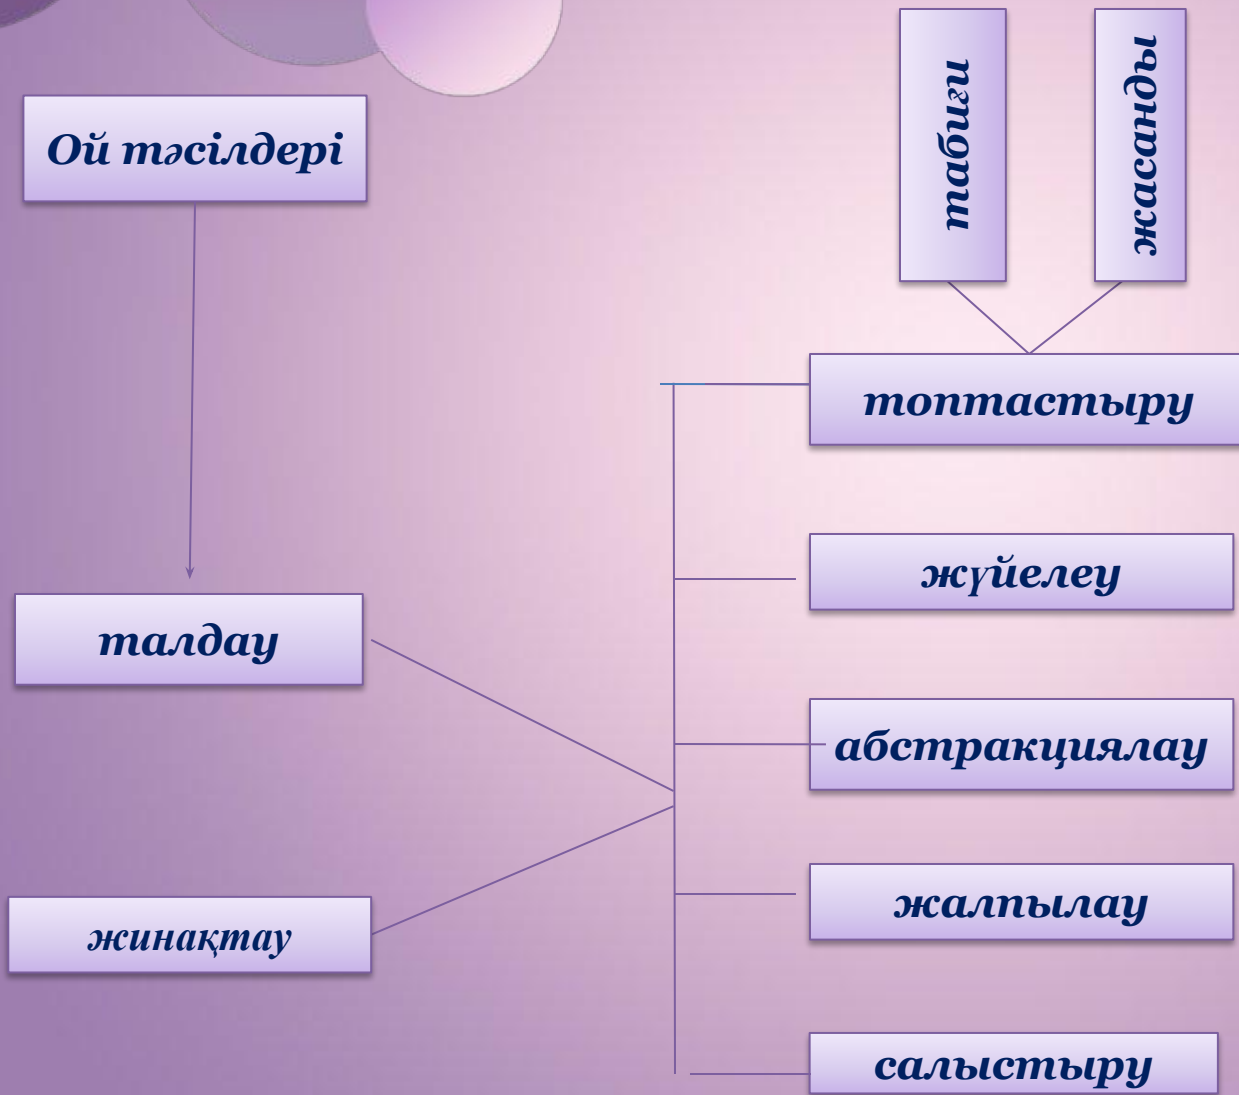 Ой тәсілдері
табиғи
жасанды
топтастыру
жүйелеу
талдау
абстракциялау
жалпылау
жинақтау
салыстыру